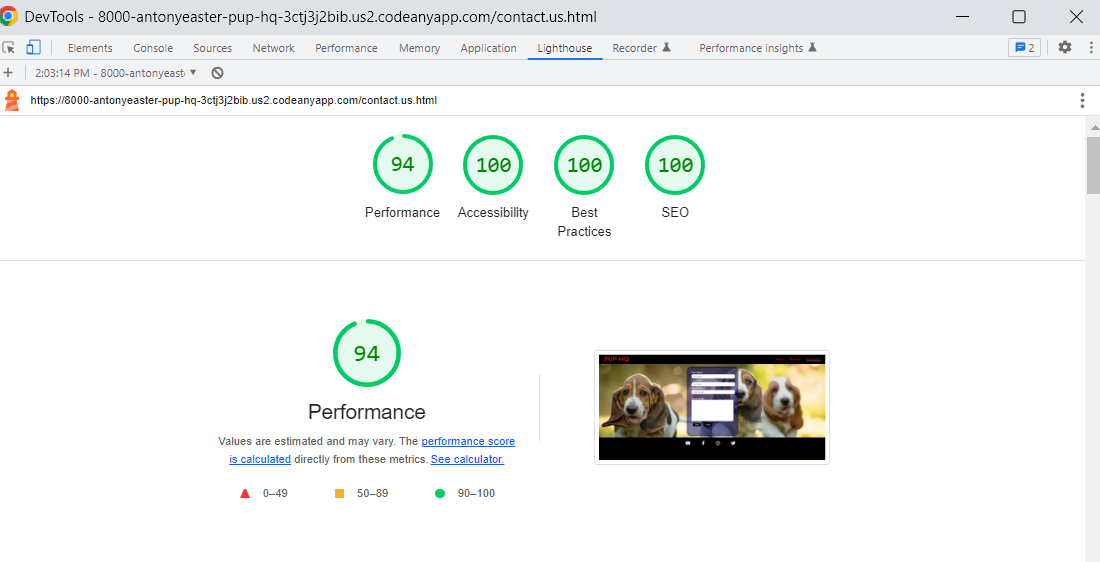 DevTools - 8000-antonyeaster-pup-hq-3ctj3j2bib.us2.codeanyapp.com/contact.us.html
Elements Console Sources Network Performance Memory Application Lighthouse Recorder Performance insights 2
2:03:14 PM - 8000-antonyeast
https://8000-antonyeaster-pup-hq-3ctj3j2bib.us2.codeanyapp.com/contact.us.html
94 100 100 100
Performance Accessibility Best Practices SEO
94
Performance
Values are estimated and may vary. The performance score
is calculated directly from these metrics. See calculator.
0–49 50–89 90–100
PUP HQ